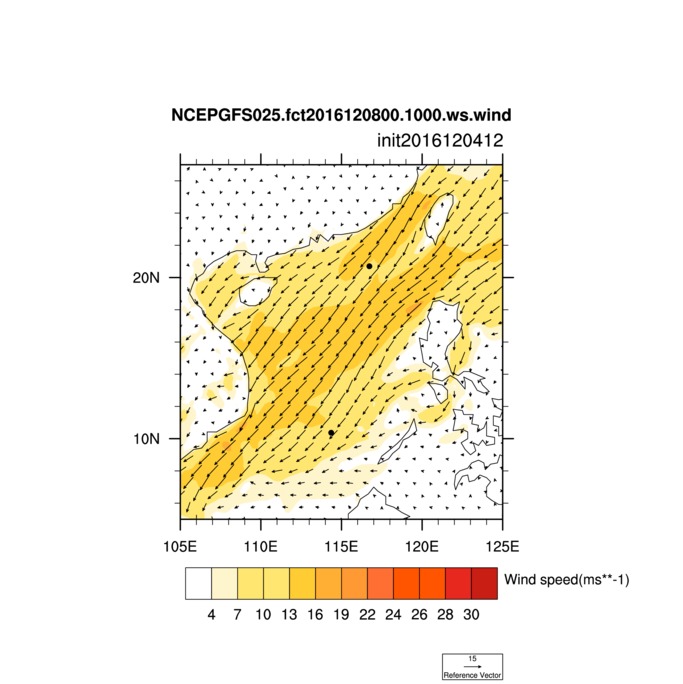 NCEPGFS025.fct2016120800.1000.ws.wind
init2016120412
20N
10N
105E 110E 115E 120E 125E
Wind speed(ms**-1)
4 7 10 13 16 19 22 24 26 28 30
15
Reference Vector